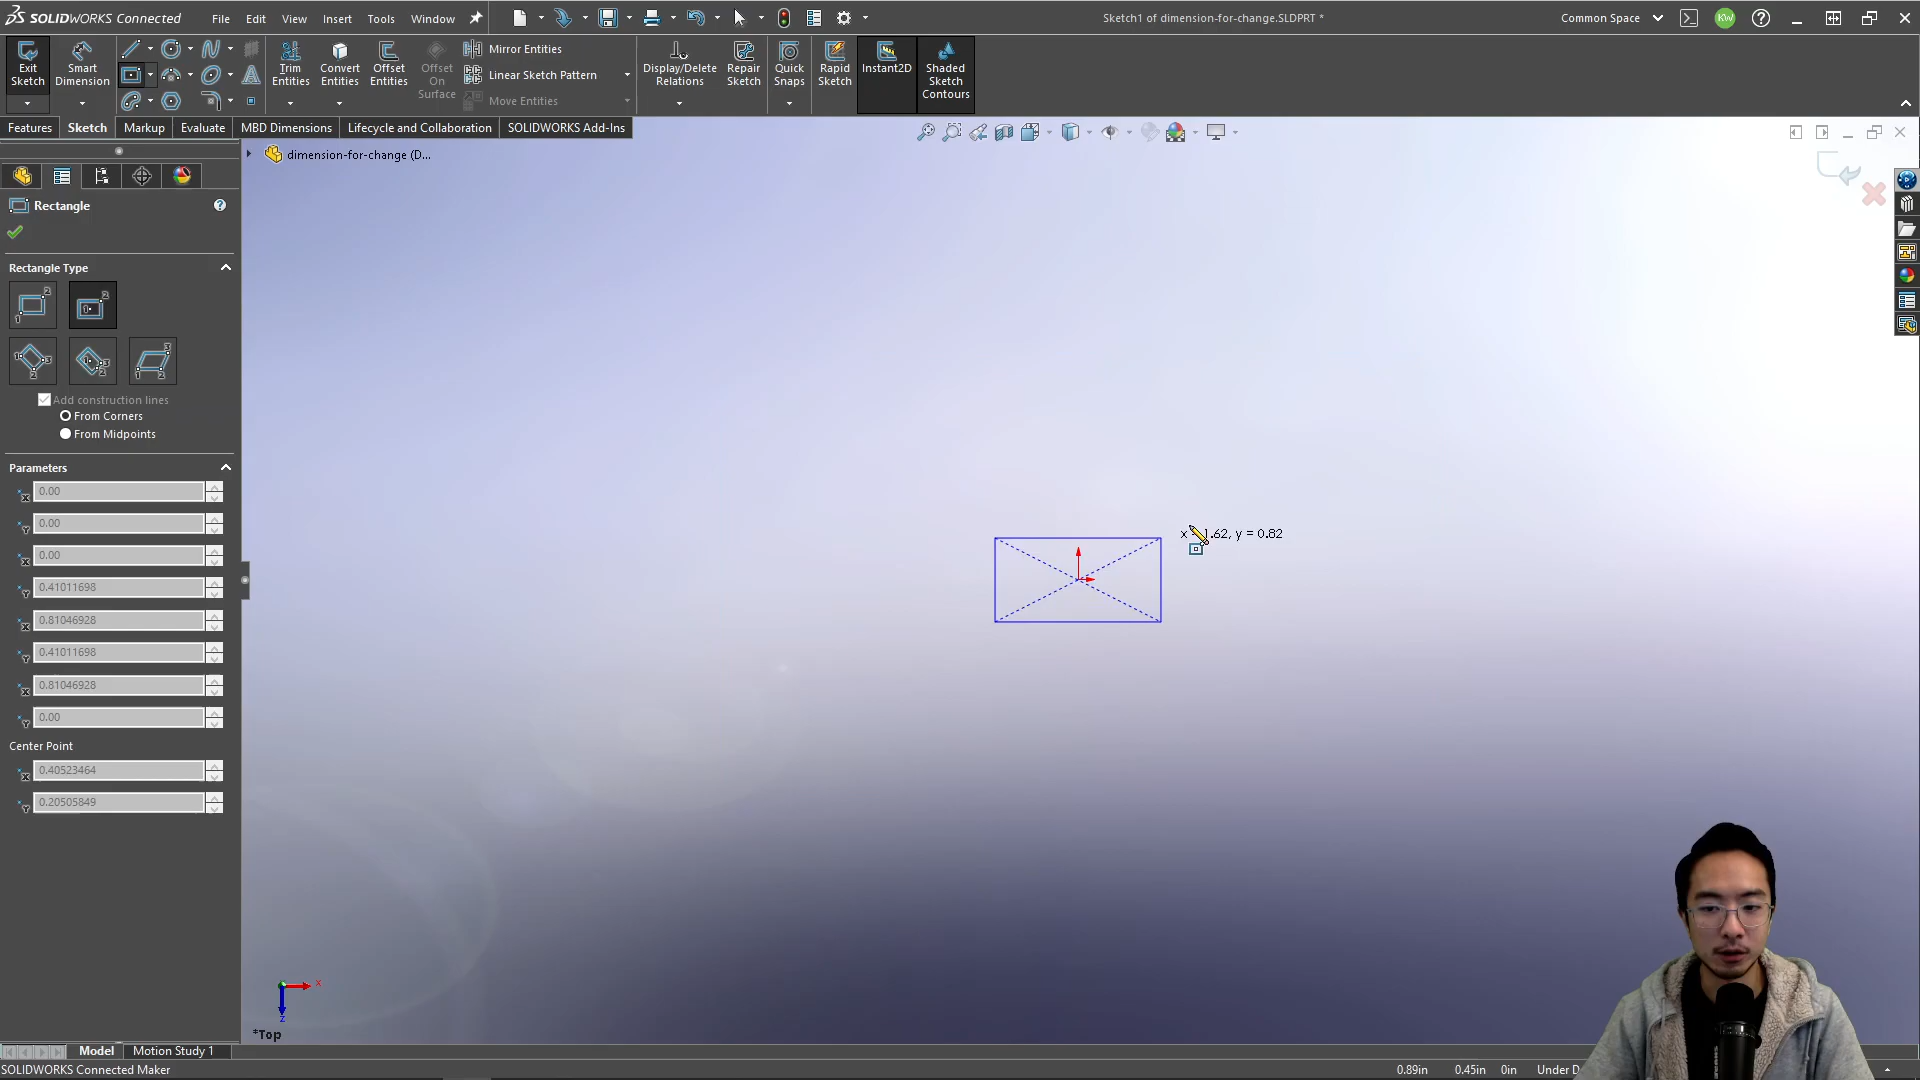 SOLIDWORKS Connected
File Edit View Insert Tools Window
Sketch1 of dimension-for-change.SLDPRT *
Common Space
KW
Exit Sketch
Smart Dimension
Trim Entities
Convert Entities
Offset Entities
Offset On Surface
Mirror Entities
Linear Sketch Pattern
Move Entities
Display/Delete Relations
Repair Sketch
Quick Snaps
Rapid Sketch
Instant2D
Shaded Sketch Contours
Features Sketch Markup Evaluate MBD Dimensions Lifecycle and Collaboration SOLIDWORKS Add-Ins
dimension-for-change (D...
Rectangle
Rectangle Type
Add construction lines
From Corners
From Midpoints
Parameters
0.00
0.00
0.00
0.41011698
0.81046928
0.41011698
0.81046928
0.00
Center Point
0.40523464
0.20505849
1.62, y = 0.82
x
z
*Top
Model Motion Study 1
SOLIDWORKS Connected Maker
0.89in 0.45in 0in Under D